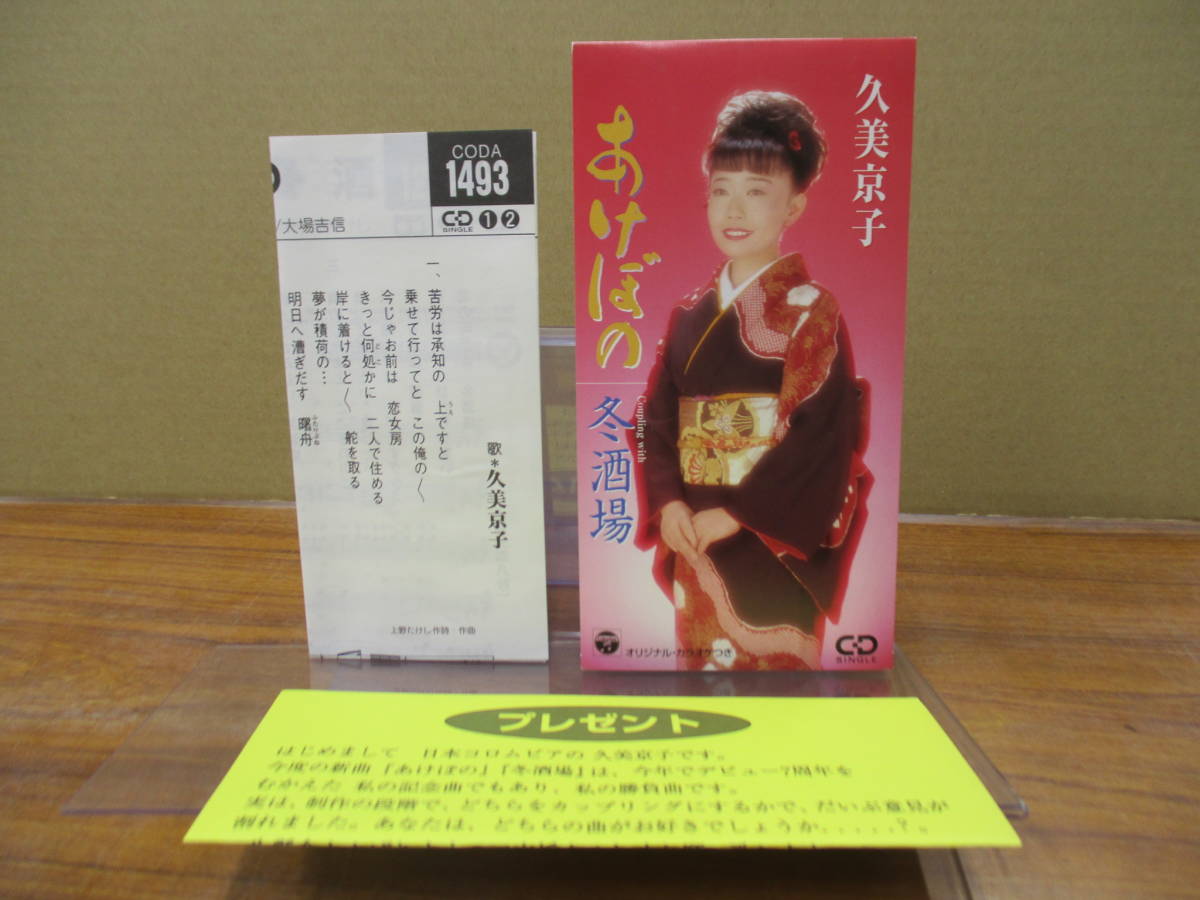 CODA
1493
CD
SINGLE
1 2
酒
/大場吉信
歌*久美京子
一、苦労は承知の 上ですと
うえ
乗せて行ってと この俺の〱
今じゃお前は 恋女房
きっと何処かに 二人で住める
どこ
岸に着けると〱 舵を取る
夢が積荷の…
明日へ漕ぎだす 曙舟
上野たけし作詩 作曲
久美京子
あけぼの
Coupling with
冬酒場
オリジナル・カラオケつき
CD
SINGLE
プレゼント
はじめまして 日本コロムビアの 久美京子です。
今度の新曲「あけぼの」「冬酒場」は、今年でデビュー7周年を
むかえた 私の記念曲でもあり、私の勝負曲です。
実は、制作の段階で、どちらをカップリングにするかで、だいぶ意見が
割れました。あなたは、どちらの曲がお好きでしょうか......?